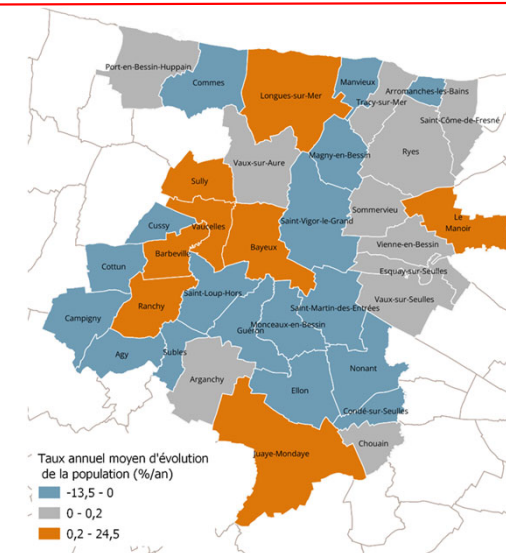 Port-en-Bessin-Huppain
Commes
Longues-sur-Mer
Manvieux
Arromanches-les-Bains
Tracy-sur-Mer
Saint-Côme-de-Fresné
Vaux-sur-Aure
Magny-en-Bessin
Ryes
Sully
Sommervieu
Le
Manoir
Cussy
Vaucelles
Saint-Vigor-le-Grand
Bayeux
Vienne-en-Bessin
Barbeville
Cottun
Esquay-sur-Seulles
Saint-Loup-Hors
Vaux-sur-Seulles
Ranchy
Saint-Martin-des-Entrées
Campigny
Monceaux-en-Bessin
Guéron
Agy
Subles
Nonant
Arganchy
Ellon
Condé-sur-Seulles
Chouain
Juaye-Mondaye
Taux annuel moyen d'évolution
de la population (%/an)
-13,5 - 0
0 - 0,2
0,2 - 24,5